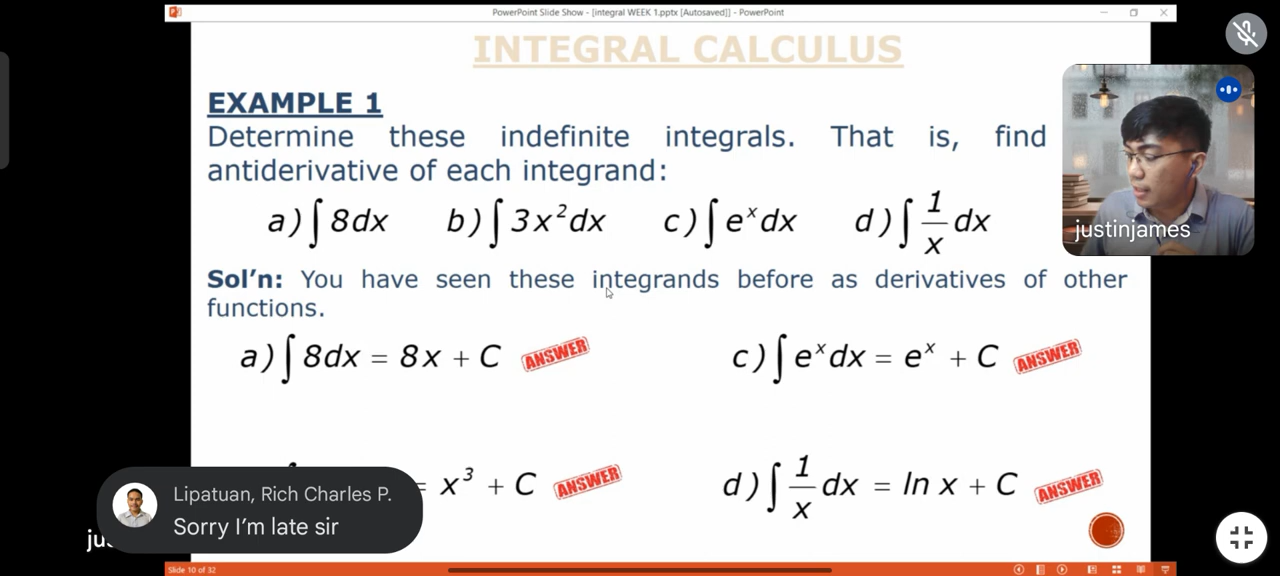 PowerPoint Slide Show - [integral WEEK 1.pptx [Autosaved]] - PowerPoint
INTEGRAL CALCULUS
EXAMPLE 1
Determine these indefinite integrals. That is, find
antiderivative of each integrand:
a) ∫ 8dx b) ∫ 3x²dx c) ∫ eˣdx d) ∫ 1/x dx
justinjames
Sol'n: You have seen these integrands before as derivatives of other
functions.
a) ∫ 8dx = 8x + C ANSWER c) ∫ eˣdx = eˣ + C ANSWER
= x³ + C ANSWER d) ∫ 1/x dx = ln x + C ANSWER
Lipatuan, Rich Charles P.
Sorry I'm late sir
Slide 10 of 32